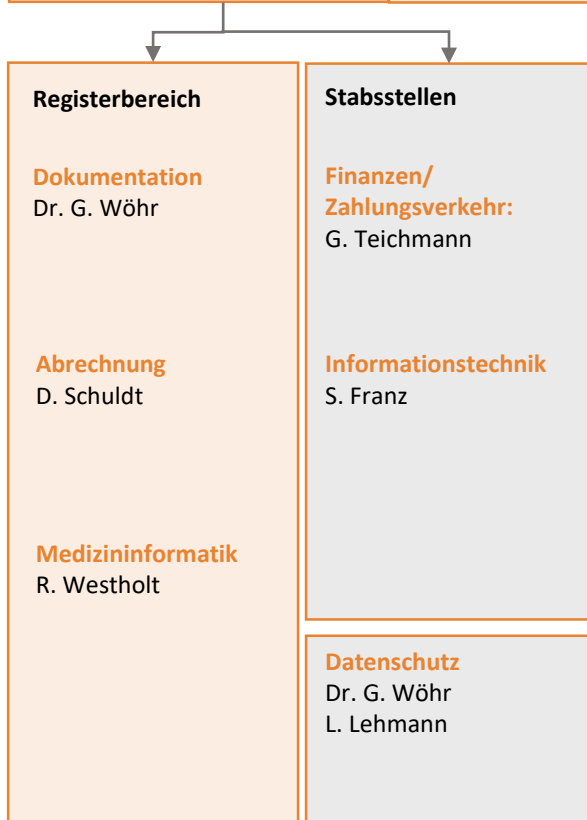 Registerbereich
Dokumentation
Dr. G. Wöhr
Abrechnung
D. Schuldt
Medizininformatik
R. Westholt
Stabsstellen
Finanzen/
Zahlungsverkehr:
G. Teichmann
Informationstechnik
S. Franz
Datenschutz
Dr. G. Wöhr
L. Lehmann